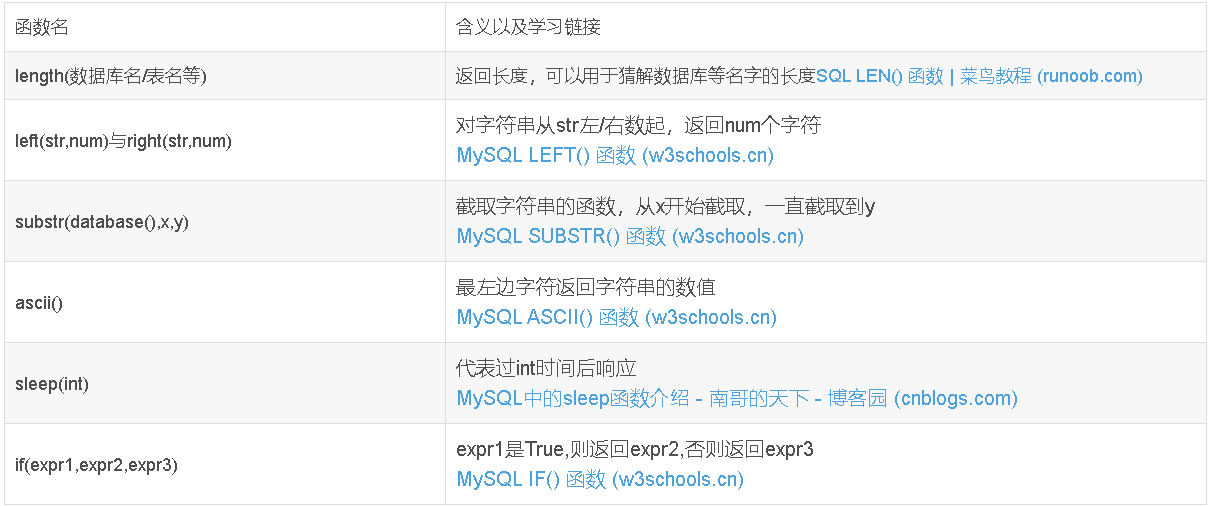 函数名
含义以及学习链接
length(数据库名/表名等)
返回长度，可以用于猜解数据库等名字的长度SQL LEN() 函数 | 菜鸟教程 (runoob.com)
left(str,num)与right(str,num)
对字符串从str左/右数起，返回num个字符
MySQL LEFT() 函数 (w3schools.cn)
substr(database(),x,y)
截取字符串的函数，从x开始截取，一直截取到y
MySQL SUBSTR() 函数 (w3schools.cn)
ascii()
最左边字符返回字符串的数值
MySQL ASCII() 函数 (w3schools.cn)
sleep(int)
代表过int时间后响应
MySQL中的sleep函数介绍 - 南哥的天下 - 博客园 (cnblogs.com)
if(expr1,expr2,expr3)
expr1是True,则返回expr2,否则返回expr3
MySQL IF() 函数 (w3schools.cn)